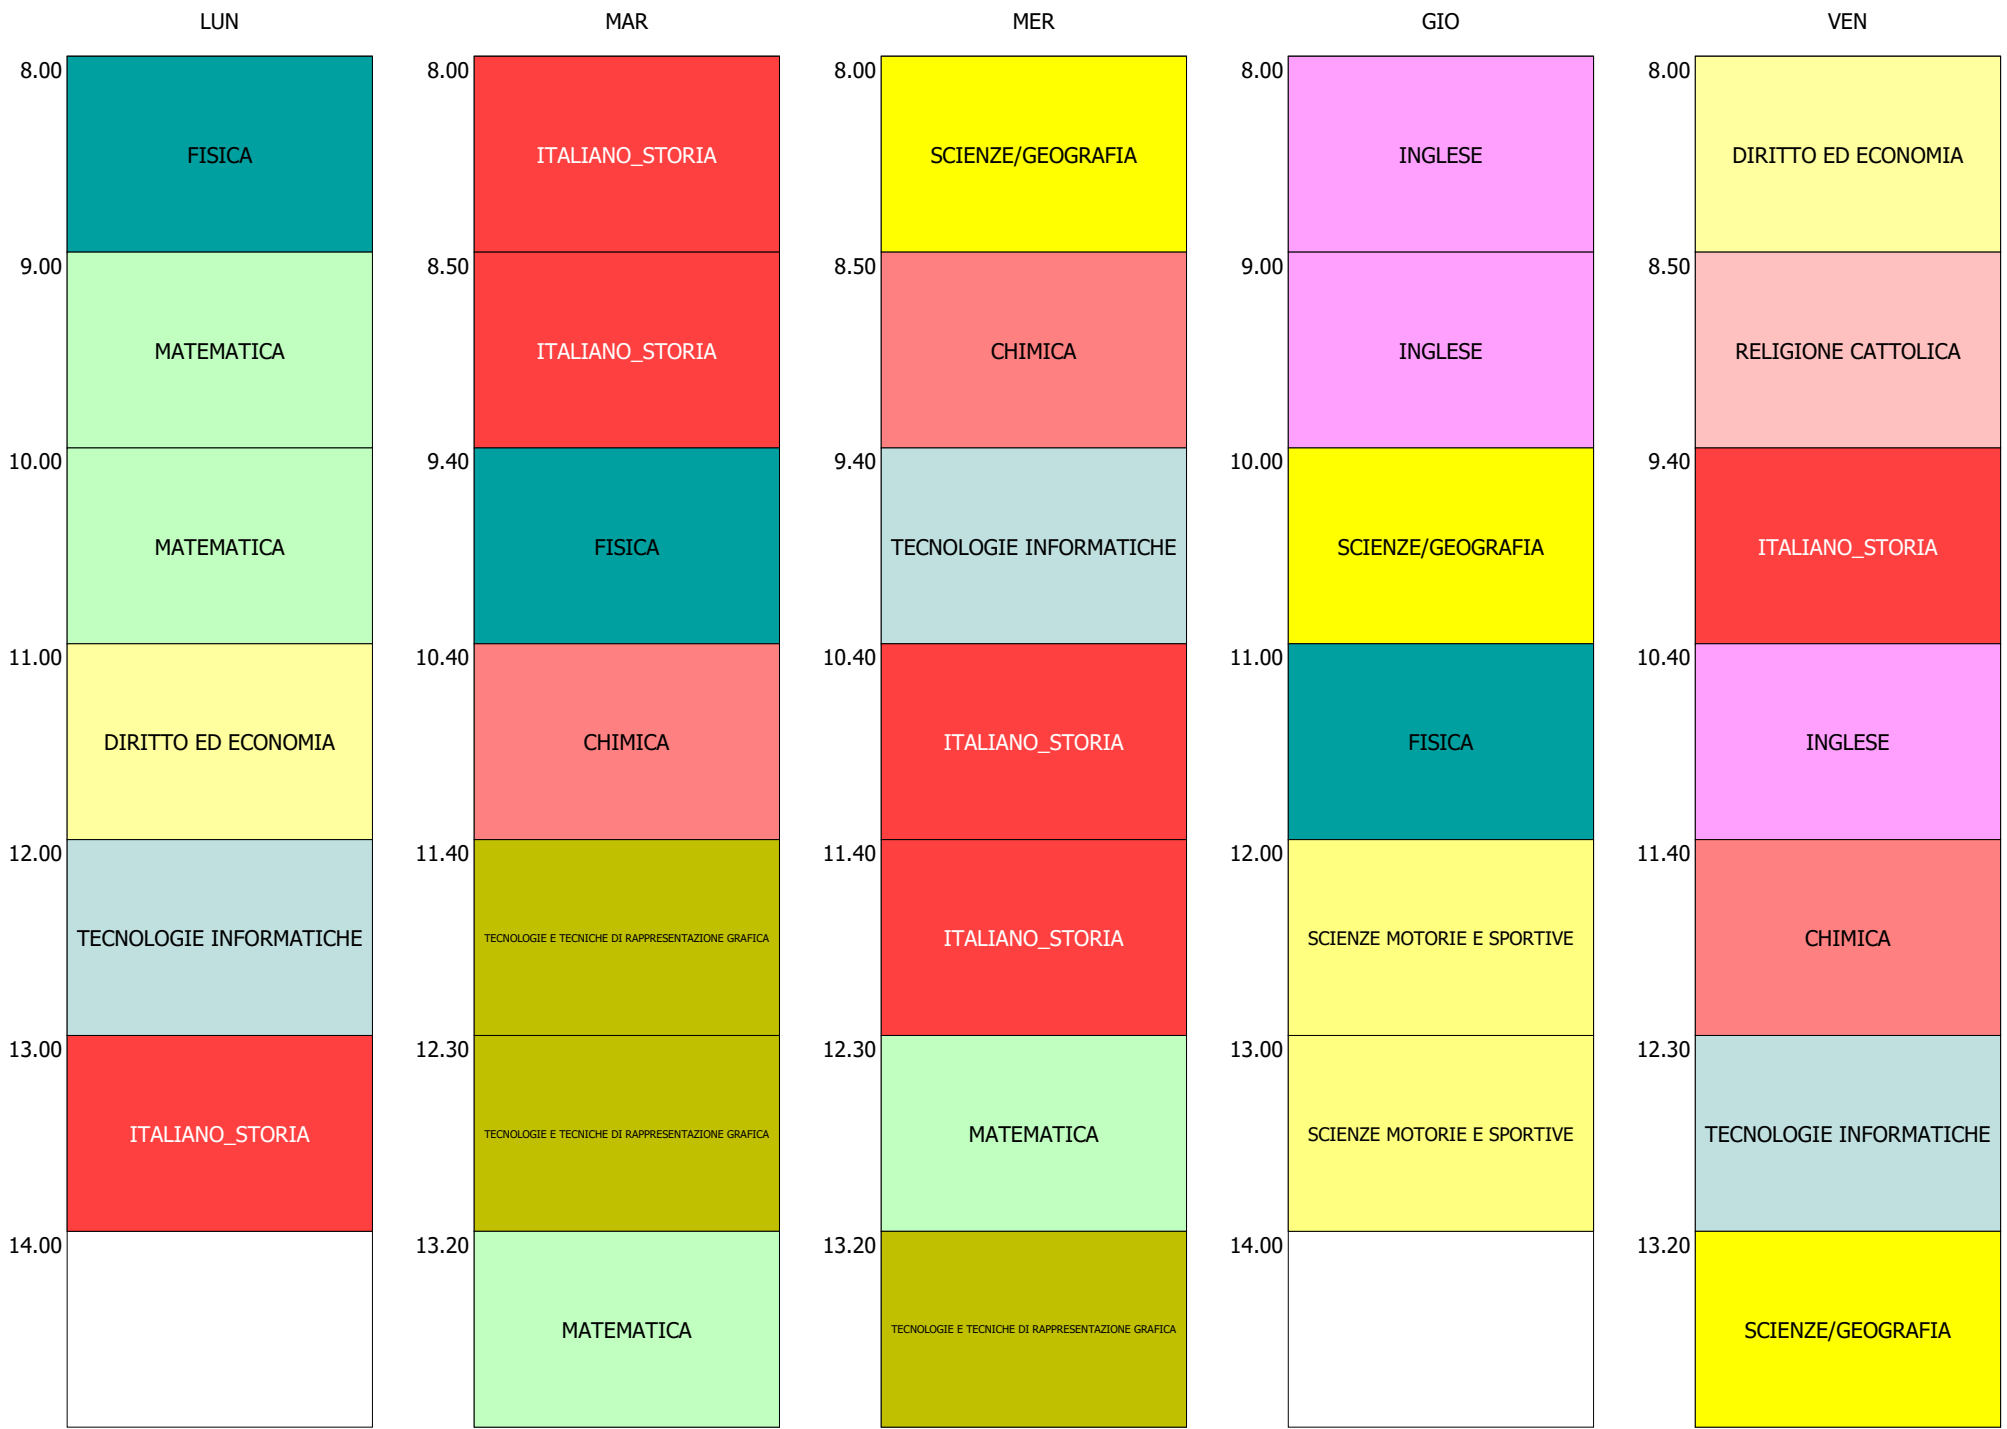 LUN MAR MER GIO VEN
8.00 8.00 8.00 8.00 8.00
FISICA ITALIANO_STORIA SCIENZE/GEOGRAFIA INGLESE DIRITTO ED ECONOMIA
9.00 8.50 8.50 9.00 8.50
MATEMATICA ITALIANO_STORIA CHIMICA INGLESE RELIGIONE CATTOLICA
10.00 9.40 9.40 10.00 9.40
MATEMATICA FISICA TECNOLOGIE INFORMATICHE SCIENZE/GEOGRAFIA ITALIANO_STORIA
11.00 10.40 10.40 11.00 10.40
DIRITTO ED ECONOMIA CHIMICA ITALIANO_STORIA FISICA INGLESE
12.00 11.40 11.40 12.00 11.40
TECNOLOGIE INFORMATICHE TECNOLOGIE E TECNICHE DI RAPPRESENTAZIONE GRAFICA ITALIANO_STORIA SCIENZE MOTORIE E SPORTIVE CHIMICA
13.00 12.30 12.30 13.00 12.30
ITALIANO_STORIA TECNOLOGIE E TECNICHE DI RAPPRESENTAZIONE GRAFICA MATEMATICA SCIENZE MOTORIE E SPORTIVE TECNOLOGIE INFORMATICHE
14.00 13.20 13.20 14.00 13.20
MATEMATICA TECNOLOGIE E TECNICHE DI RAPPRESENTAZIONE GRAFICA SCIENZE/GEOGRAFIA